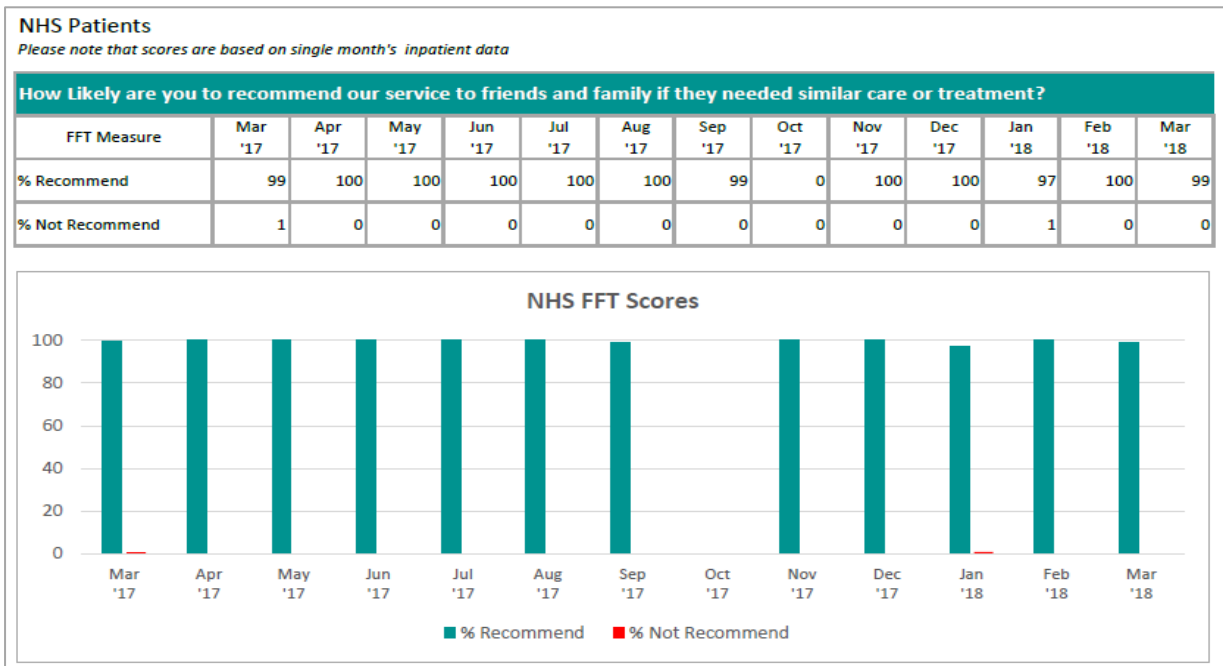 NHS Patients
Please note that scores are based on single month's inpatient data
How Likely are you to recommend our service to friends and family if they needed similar care or treatment?
FFT Measure Mar '17 Apr '17 May '17 Jun '17 Jul '17 Aug '17 Sep '17 Oct '17 Nov '17 Dec '17 Jan '18 Feb '18 Mar '18
% Recommend 99 100 100 100 100 100 99 0 100 100 97 100 99
% Not Recommend 1 0 0 0 0 0 0 0 0 0 1 0 0
NHS FFT Scores
100
80
60
40
20
0
Mar '17 Apr '17 May '17 Jun '17 Jul '17 Aug '17 Sep '17 Oct '17 Nov '17 Dec '17 Jan '18 Feb '18 Mar '18
% Recommend % Not Recommend